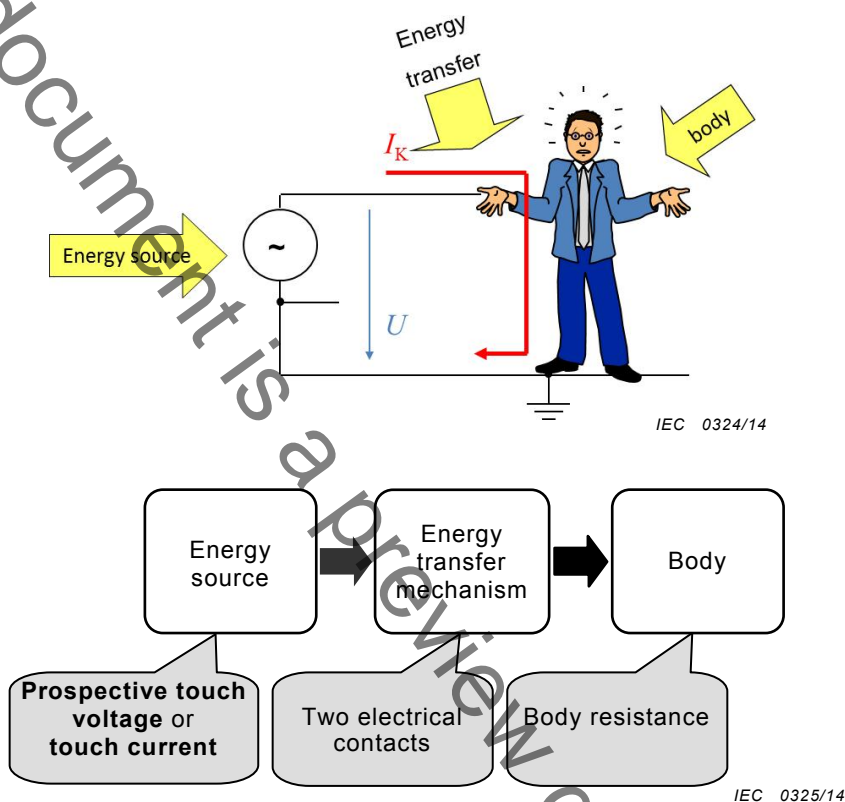 Energy
transfer
body
I_K
~
Energy source
U
IEC 0324/14
Energy
source
Energy
transfer
mechanism
Body
Prospective touch
voltage or
touch current
Two electrical
contacts
Body resistance
IEC 0325/14
document is a preview